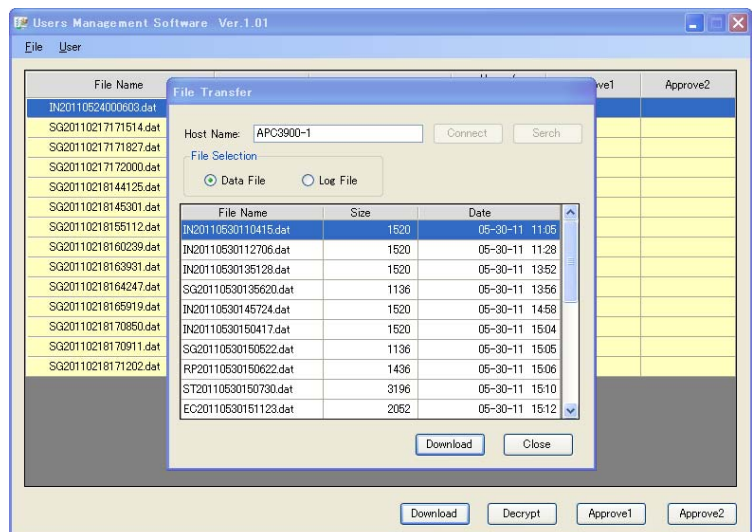 Users Management Software Ver.1.01
File User
File Name Approve2
File Transfer
IN20110524000603.dat
SG20110217171514.dat
SG20110217171827.dat
SG20110217172000.dat
SG20110218144125.dat
SG20110218145301.dat
SG20110218155112.dat
SG20110218160239.dat
SG20110218163931.dat
SG20110218164247.dat
SG20110218165919.dat
SG20110218170850.dat
SG20110218170911.dat
SG20110218171202.dat
Host Name: APC3900-1 Connect Serch
File Selection
Data File Log File
File Name Size Date
IN20110530110415.dat 1520 05-30-11 11:05
IN20110530112706.dat 1520 05-30-11 11:28
IN20110530135128.dat 1520 05-30-11 13:52
SG20110530135620.dat 1136 05-30-11 13:56
IN20110530145724.dat 1520 05-30-11 14:58
IN20110530150417.dat 1520 05-30-11 15:04
SG20110530150522.dat 1136 05-30-11 15:05
RP20110530150622.dat 1436 05-30-11 15:06
ST20110530150730.dat 3196 05-30-11 15:10
EC20110530151123.dat 2052 05-30-11 15:12
Download Close
Download Decrypt Approve1 Approve2